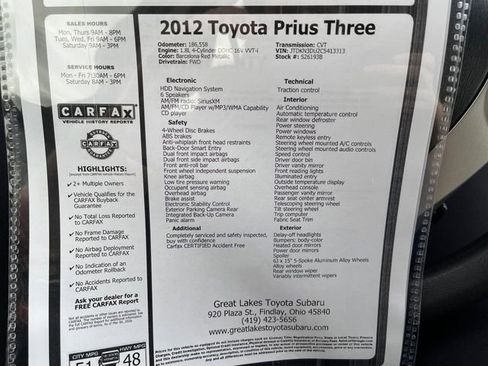 SALES HOURS
Mon, Thurs 9AM - 8PM
Tues, Wed, Fri 9AM - 6PM
Saturday 9AM - 3PM
SERVICE HOURS
Mon - Fri 7:30AM - 6PM
Saturday 8AM - 3PM
CARFAX
VEHICLE HISTORY REPORTS
CARFAX
HIGHLIGHTS:
2+ Multiple Owners
Vehicle Qualifies for the
CARFAX Buyback
Guarantee
No Total Loss Reported
to CARFAX
No Frame Damage
Reported to CARFAX
No Airbag Deployment
Reported to CARFAX
No Indication of an
Odometer Rollback
No Accidents Reported to
CARFAX
Ask your dealer for a
FREE CARFAX Report
CITY MPG
HWY MPG
51
48
2012 Toyota Prius Three
Odometer: 186,558
Engine: 1.8L 4-Cylinder DOHC 16V VVT-i
Color: Barcelona Red Metallic
Drivetrain: FWD
Transmission: CVT
VIN: JTDKN3DU2C5413313
Stock #: S26193B
Electronic
HDD Navigation System
6 Speakers
AM/FM radio: SiriusXM
AM/FM/CD Player w/MP3/WMA Capability
CD player
Safety
4-Wheel Disc Brakes
ABS brakes
Anti-whiplash front head restraints
Back-Door Smart Entry
Dual front impact airbags
Dual front side impact airbags
Front anti-roll bar
Front wheel independent suspension
Knee airbag
Low tire pressure warning
Occupant sensing airbag
Overhead airbag
Brake assist
Electronic Stability Control
Exterior Parking Camera Rear
Integrated Back-Up Camera
Panic alarm
Additional
Completely serviced and safety inspected,
buy with confidence
Carfax CERTIFIED Accident Free
Technical
Traction control
Interior
Air Conditioning
Automatic temperature control
Rear window defroster
Power steering
Power windows
Remote keyless entry
Steering wheel mounted A/C controls
Steering wheel mounted audio controls
Speed control
Driver door bin
Driver vanity mirror
Front reading lights
Illuminated entry
Outside temperature display
Overhead console
Passenger vanity mirror
Rear seat center armrest
Telescoping steering wheel
Tilt steering wheel
Trip computer
Fabric Seat Trim
Exterior
Delay-off headlights
Bumpers: body-color
Heated door mirrors
Power door mirrors
Spoiler
6J x 15" 5-Spoke Aluminum Alloy Wheels
Alloy wheels
Rear window wiper
Variably intermittent wipers
Great Lakes Toyota Subaru
920 Plaza St., Findlay, Ohio 45840
(419) 423-5656
www.greatlakestoyotasubaru.com